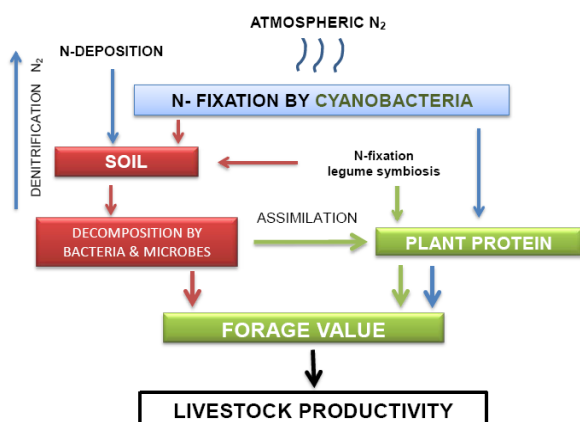 ATMOSPHERIC N₂
N-DEPOSITION
DENITRIFICATION N₂
N- FIXATION BY CYANOBACTERIA
SOIL
N-fixation
legume symbiosis
DECOMPOSITION BY
BACTERIA & MICROBES
ASSIMILATION
PLANT PROTEIN
FORAGE VALUE
LIVESTOCK PRODUCTIVITY